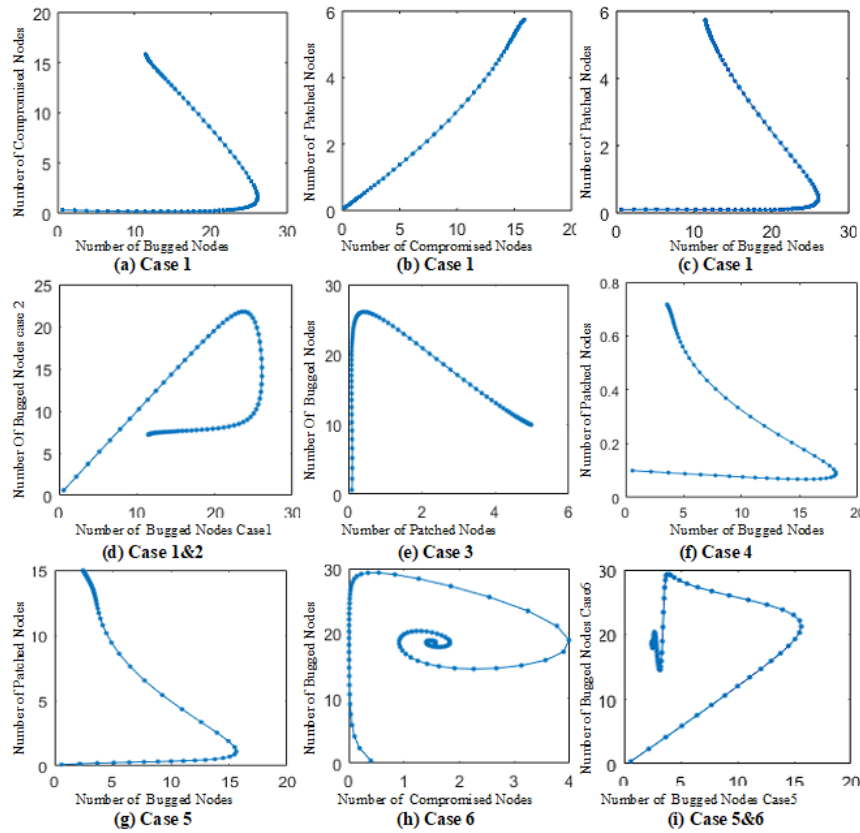 20
15
10
5
0
0 10 20 30
Number of Compromised Nodes
Number of Bugged Nodes
(a) Case 1
6
4
2
0
0 5 10 15 20
Number of Patched Nodes
Number of Compromised Nodes
(b) Case 1
6
4
2
0
0 10 20 30
Number of Patched Nodes
Number of Bugged Nodes
(c) Case 1
25
20
15
10
5
0
0 10 20 30
Number Of Bugged Nodes case 2
Number of Bugged Nodes Case1
(d) Case 1&2
30
20
10
0
0 2 4 6
Number Of Bugged Nodes
Number of Patched Nodes
(e) Case 3
0.8
0.6
0.4
0.2
0
0 5 10 15 20
Number of Patched Nodes
Number of Bugged Nodes
(f) Case 4
15
10
5
0
0 5 10 15 20
Number of Patched Nodes
Number of Bugged Nodes
(g) Case 5
30
25
20
15
10
5
0
0 1 2 3 4
Number of Bugged Nodes
Number of Compromised Nodes
(h) Case 6
30
25
20
15
10
5
0
0 5 10 15 20
Number of Bugged Nodes Case6
Number of Bugged Nodes Case5
(i) Case 5&6